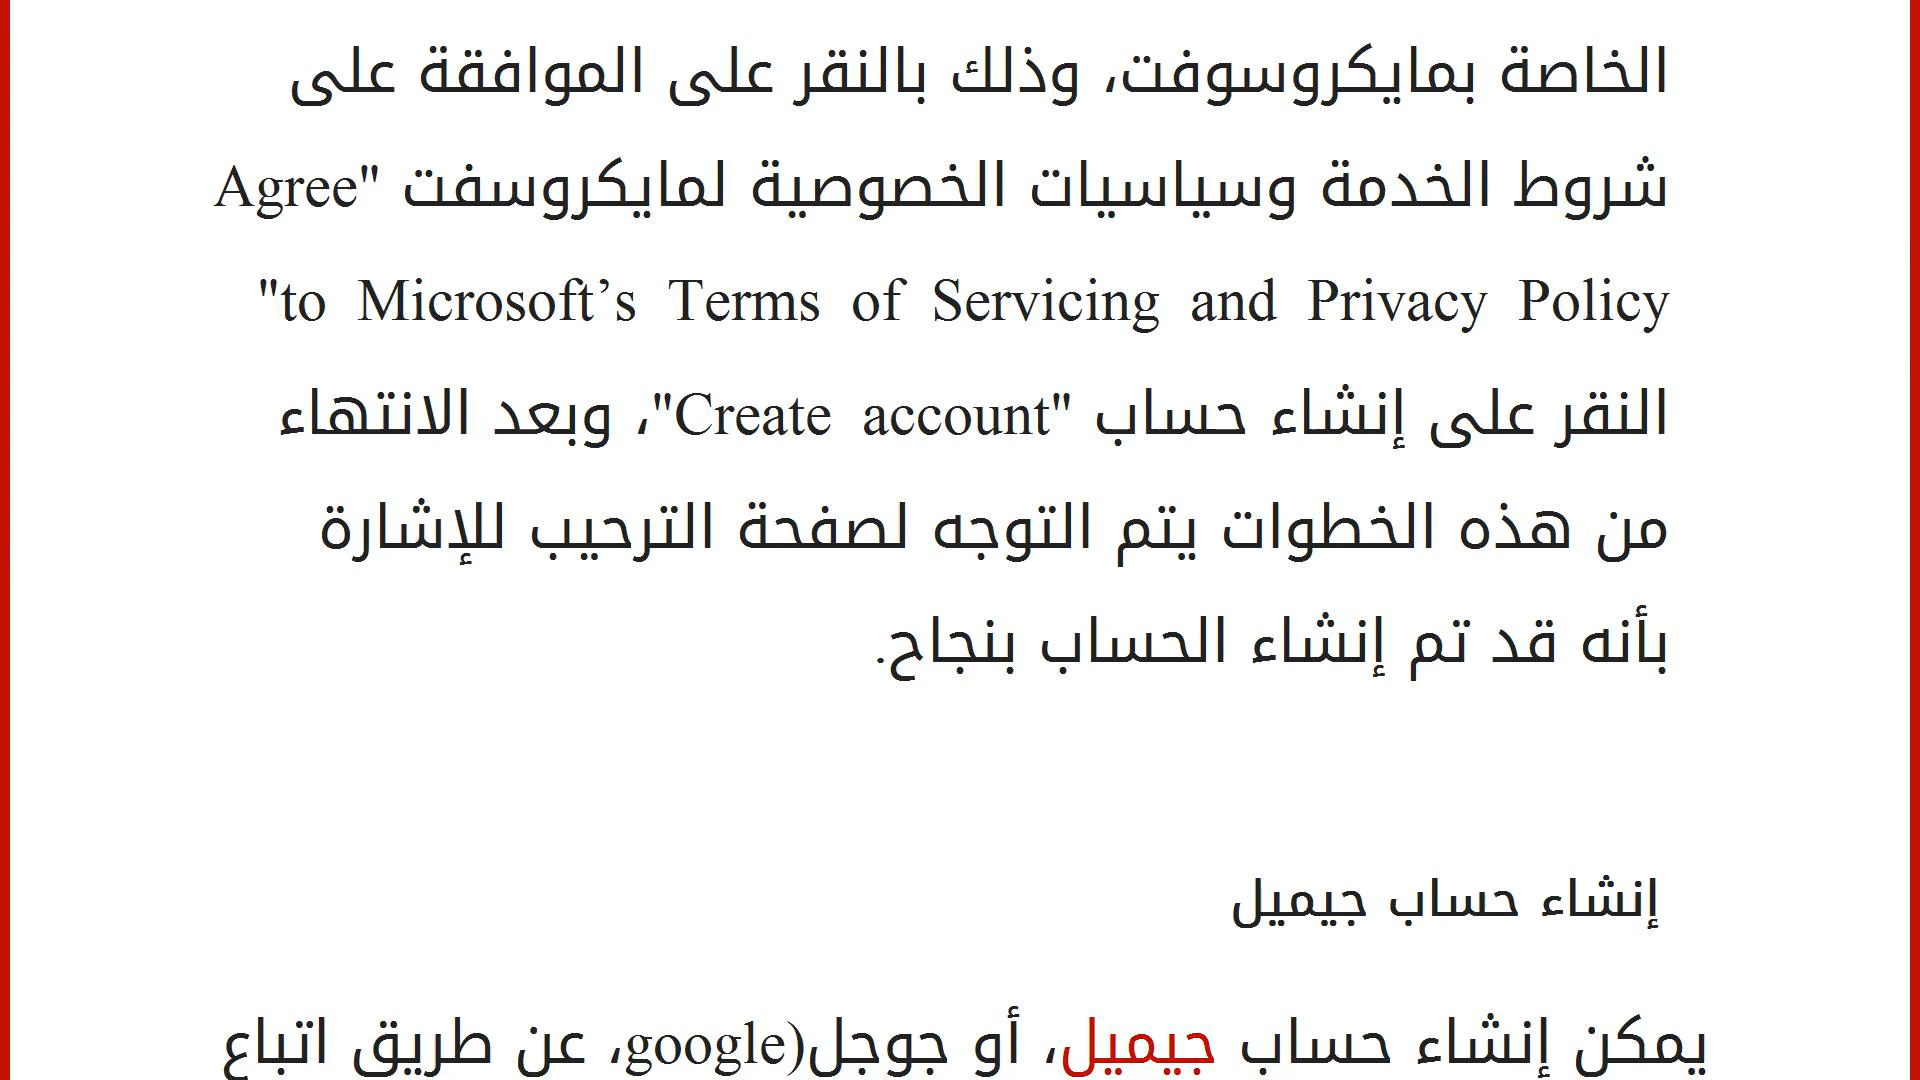 الخاصة بمايكروسوفت، وذلك بالنقر على الموافقة على
شروط الخدمة وسياسيات الخصوصية لمايكروسفت "Agree
to Microsoft’s Terms of Servicing and Privacy Policy"
النقر على إنشاء حساب "Create account"، وبعد الانتهاء
من هذه الخطوات يتم التوجه لصفحة الترحيب للإشارة
بأنه قد تم إنشاء الحساب بنجاح.
إنشاء حساب جيميل
يمكن إنشاء حساب جيميل، أو جوجل(google، عن طريق اتباع